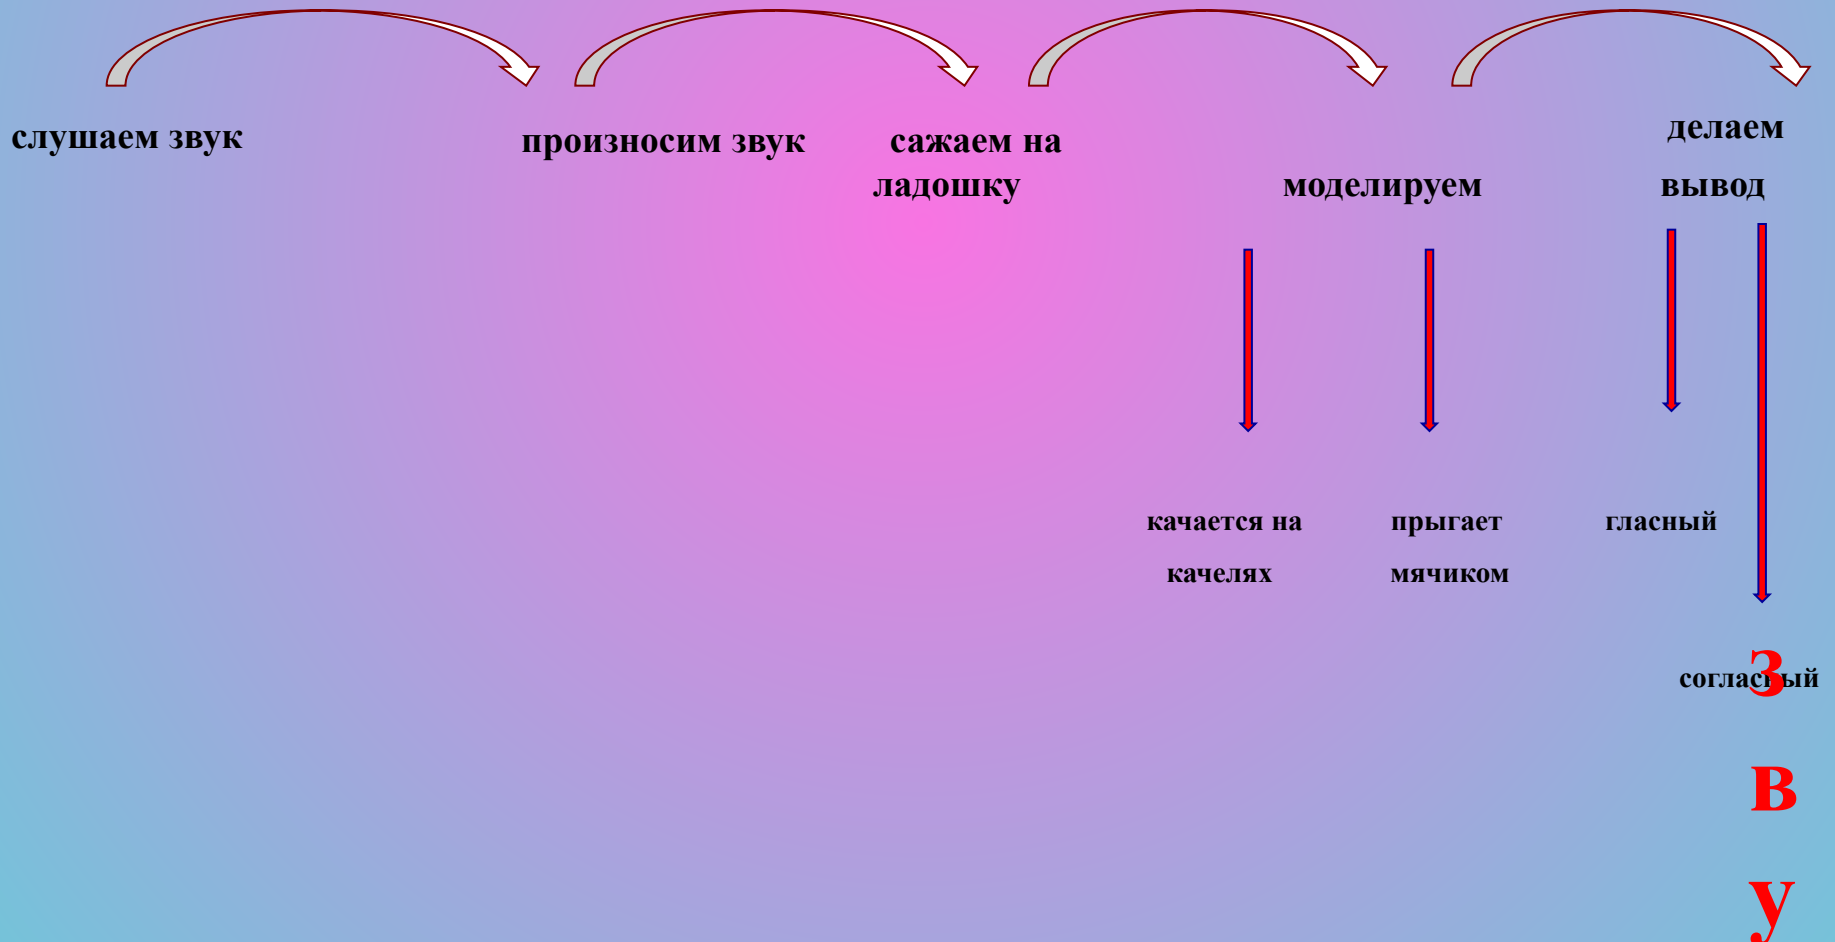 слушаем звук
произносим звук
сажаем на
ладошку
моделируем
делаем
вывод
качается на
качелях
прыгает
мячиком
гласный
согласный
З
В
У